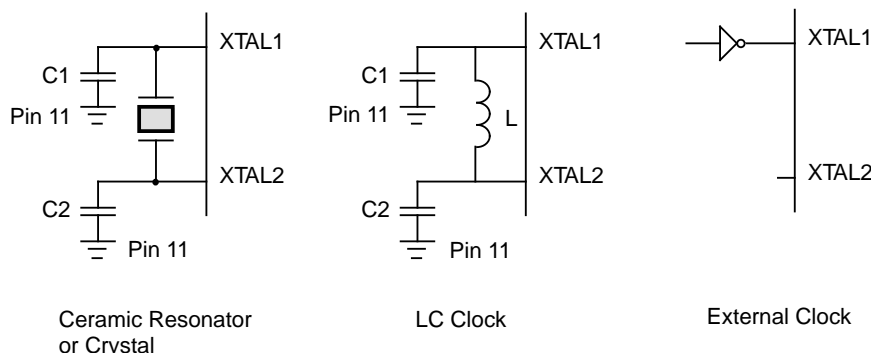 XTAL1
C1
Pin 11
XTAL2
C2
Pin 11
Ceramic Resonator
or Crystal
XTAL1
C1
Pin 11
L
XTAL2
C2
Pin 11
LC Clock
XTAL1
XTAL2
External Clock